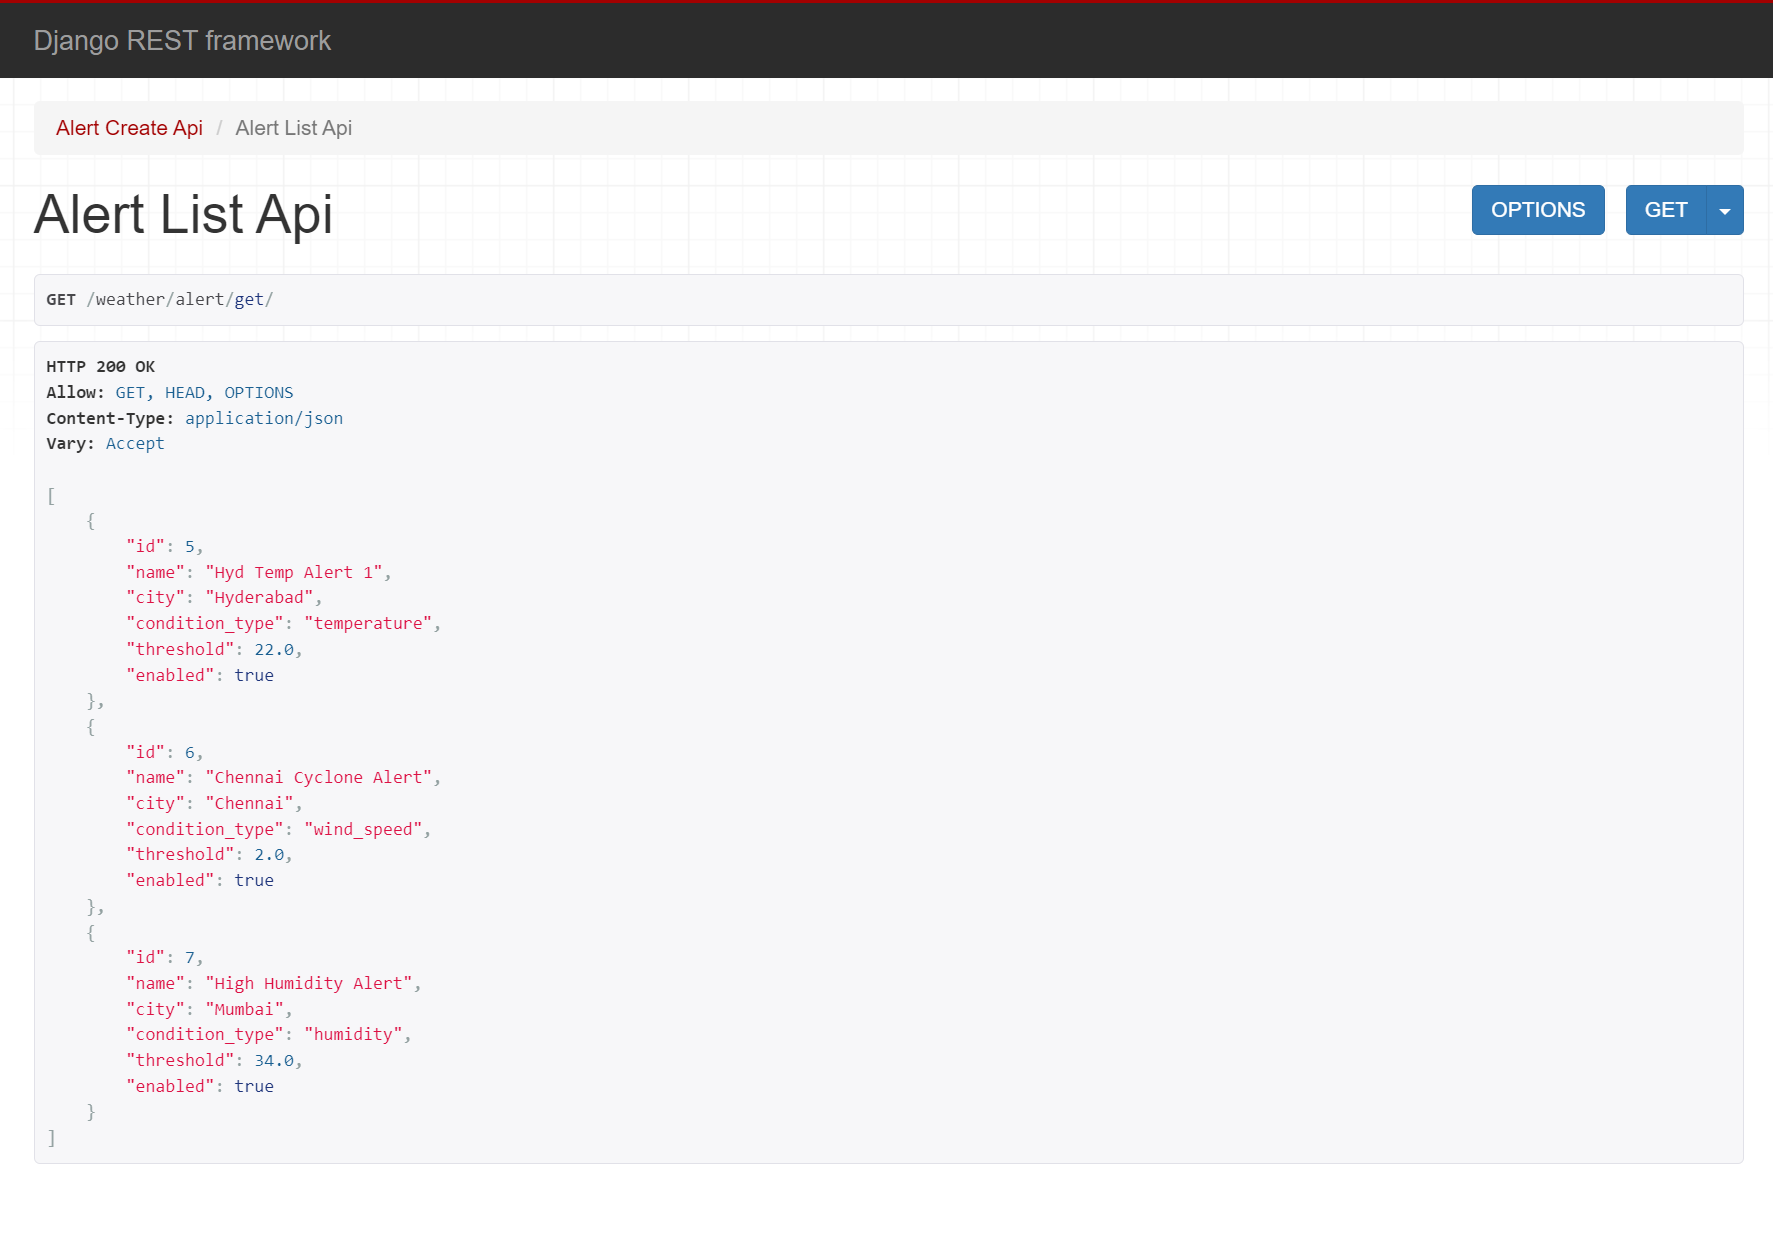 Django REST framework
Alert Create Api / Alert List Api
Alert List Api
OPTIONS GET
GET /weather/alert/get/
HTTP 200 OK
Allow: GET, HEAD, OPTIONS
Content-Type: application/json
Vary: Accept
[
    {
        "id": 5,
        "name": "Hyd Temp Alert 1",
        "city": "Hyderabad",
        "condition_type": "temperature",
        "threshold": 22.0,
        "enabled": true
    },
    {
        "id": 6,
        "name": "Chennai Cyclone Alert",
        "city": "Chennai",
        "condition_type": "wind_speed",
        "threshold": 2.0,
        "enabled": true
    },
    {
        "id": 7,
        "name": "High Humidity Alert",
        "city": "Mumbai",
        "condition_type": "humidity",
        "threshold": 34.0,
        "enabled": true
    }
]